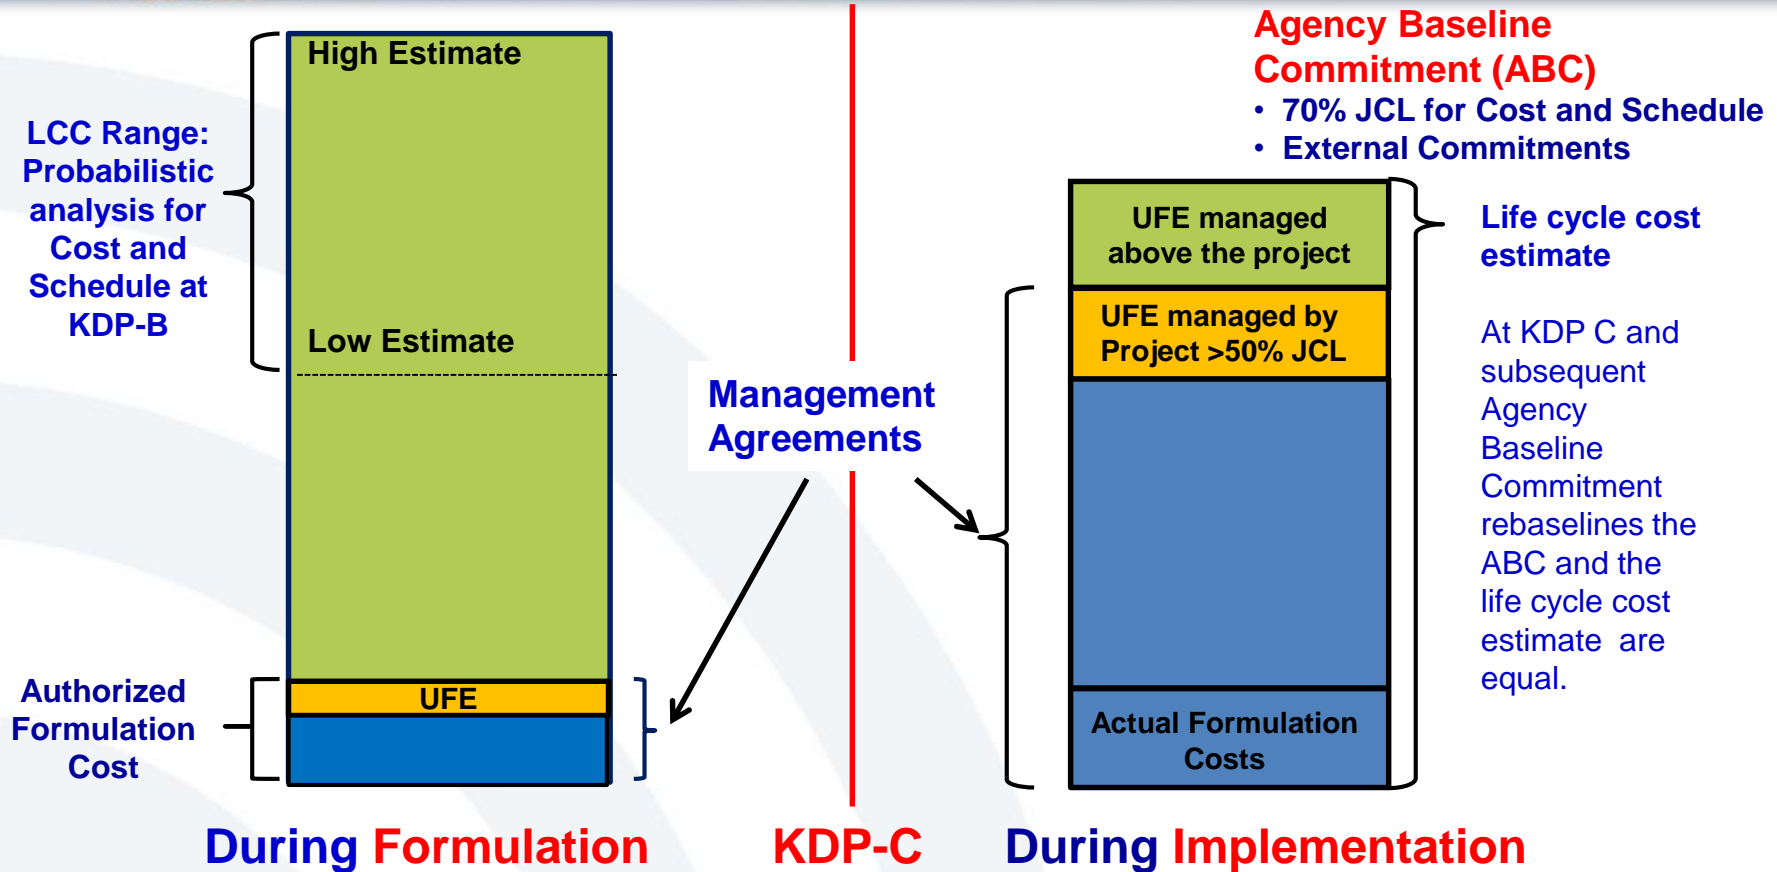 High Estimate
LCC Range:
Probabilistic
analysis for
Cost and
Schedule at
KDP-B
Low Estimate
Authorized
Formulation
Cost
UFE
Management
Agreements
Agency Baseline
Commitment (ABC)
• 70% JCL for Cost and Schedule
• External Commitments
UFE managed
above the project
UFE managed by
Project >50% JCL
Actual Formulation
Costs
Life cycle cost
estimate
At KDP C and
subsequent
Agency
Baseline
Commitment
rebaselines the
ABC and the
life cycle cost
estimate are
equal.
During Formulation
KDP-C
During Implementation